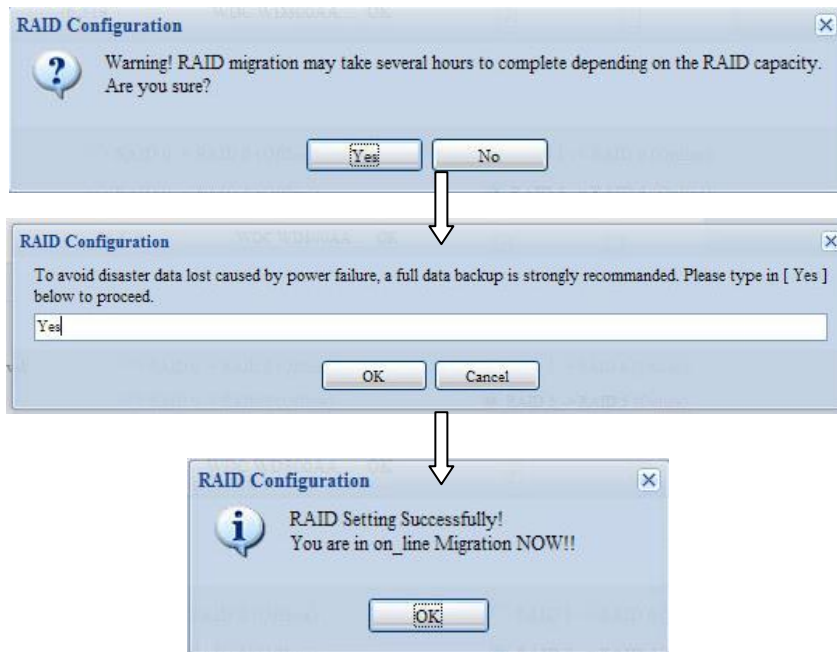 RAID Configuration
Warning! RAID migration may take several hours to complete depending on the RAID capacity.
Are you sure?
Yes
No
RAID Configuration
To avoid disaster data lost caused by power failure, a full data backup is strongly recommanded. Please type in [ Yes ]
below to proceed.
Yes
OK
Cancel
RAID Configuration
RAID Setting Successfully!
You are in on_line Migration NOW!!
OK